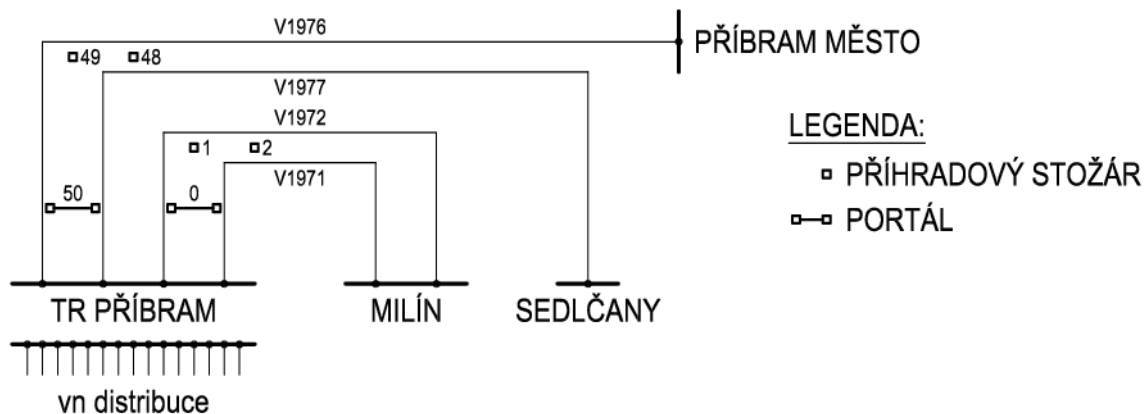 V1976
PŘÍBRAM MĚSTO
49 48
V1977
V1972
LEGENDA:
1 2
PŘÍHRADOVÝ STOŽÁR
V1971
50 0
PORTÁL
TR PŘÍBRAM MILÍN SEDLČANY
vn distribuce